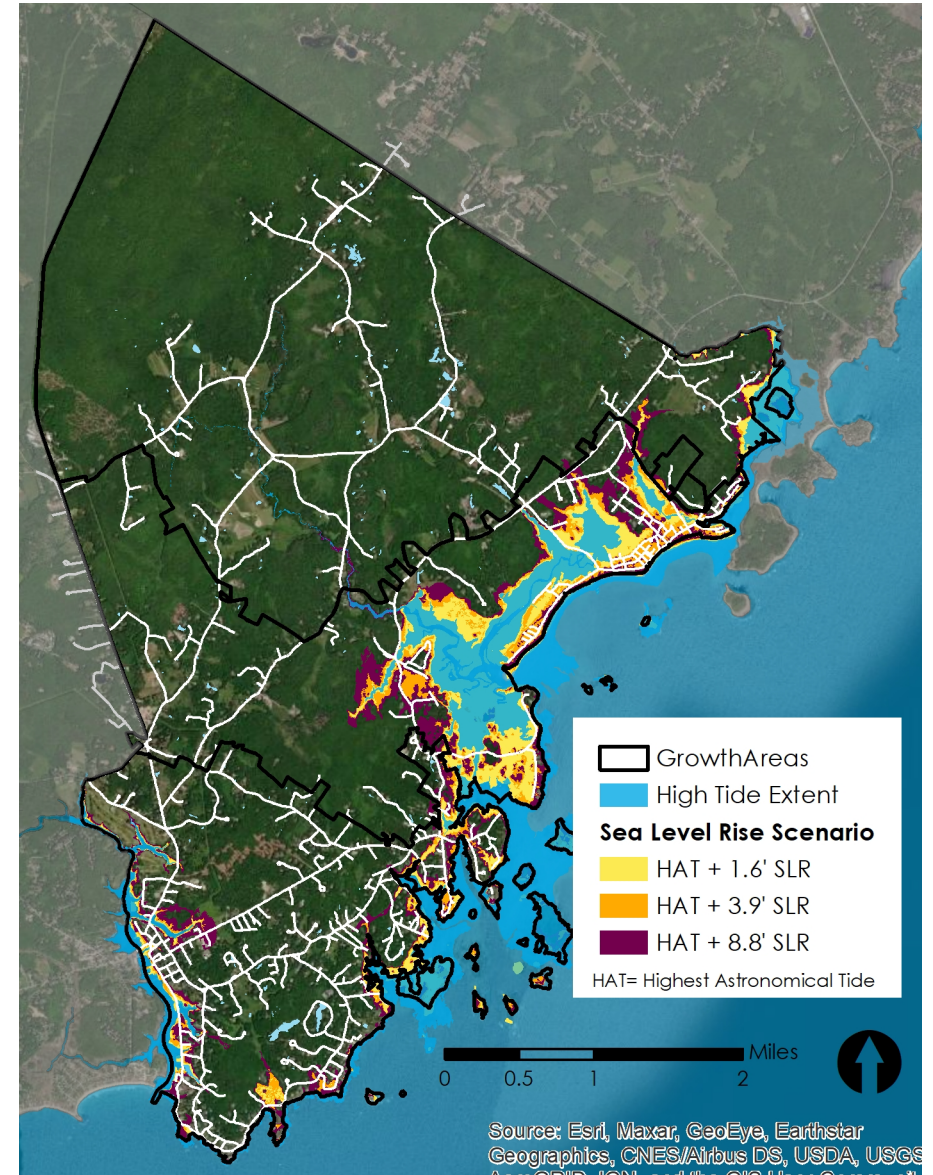 GrowthAreas
High Tide Extent
Sea Level Rise Scenario
HAT + 1.6' SLR
HAT + 3.9' SLR
HAT + 8.8' SLR
HAT= Highest Astronomical Tide
Miles
0 0.5 1 2
Source: Esri, Maxar, GeoEye, Earthstar
Geographics, CNES/Airbus DS, USDA, USGS